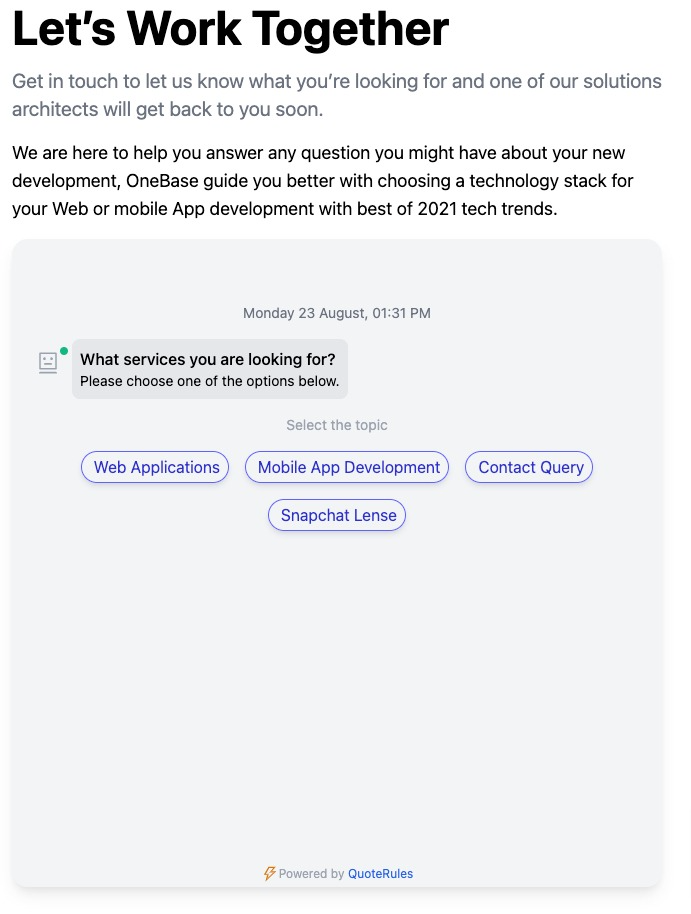 Let’s Work Together
Get in touch to let us know what you’re looking for and one of our solutions
architects will get back to you soon.
We are here to help you answer any question you might have about your new
development, OneBase guide you better with choosing a technology stack for
your Web or mobile App development with best of 2021 tech trends.
Monday 23 August, 01:31 PM
What services you are looking for?
Please choose one of the options below.
Select the topic
Web Applications Mobile App Development Contact Query
Snapchat Lense
Powered by QuoteRules